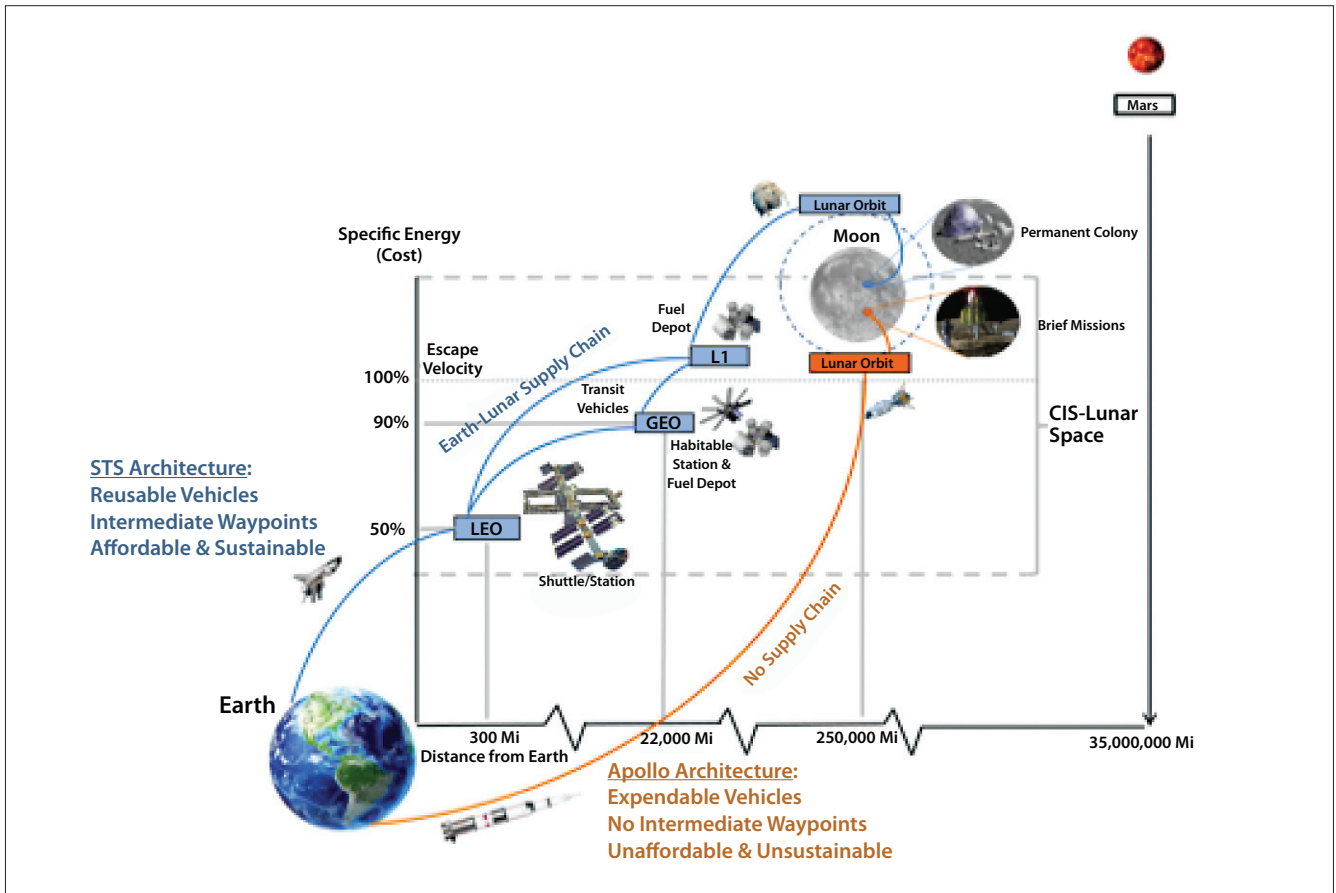 Mars
Lunar Orbit
Moon
Permanent Colony
Specific Energy
(Cost)
Fuel
Depot
Brief Missions
L1
Lunar Orbit
Escape
Velocity
100%
Earth-Lunar Supply Chain
Transit
Vehicles
90%
GEO
CIS-Lunar
Space
Habitable
Station &
Fuel Depot
STS Architecture:
Reusable Vehicles
Intermediate Waypoints
Affordable & Sustainable
50%
LEO
Shuttle/Station
No Supply Chain
Earth
300 Mi
22,000 Mi
250,000 Mi
35,000,000 Mi
Distance from Earth
Apollo Architecture:
Expendable Vehicles
No Intermediate Waypoints
Unaffordable & Unsustainable